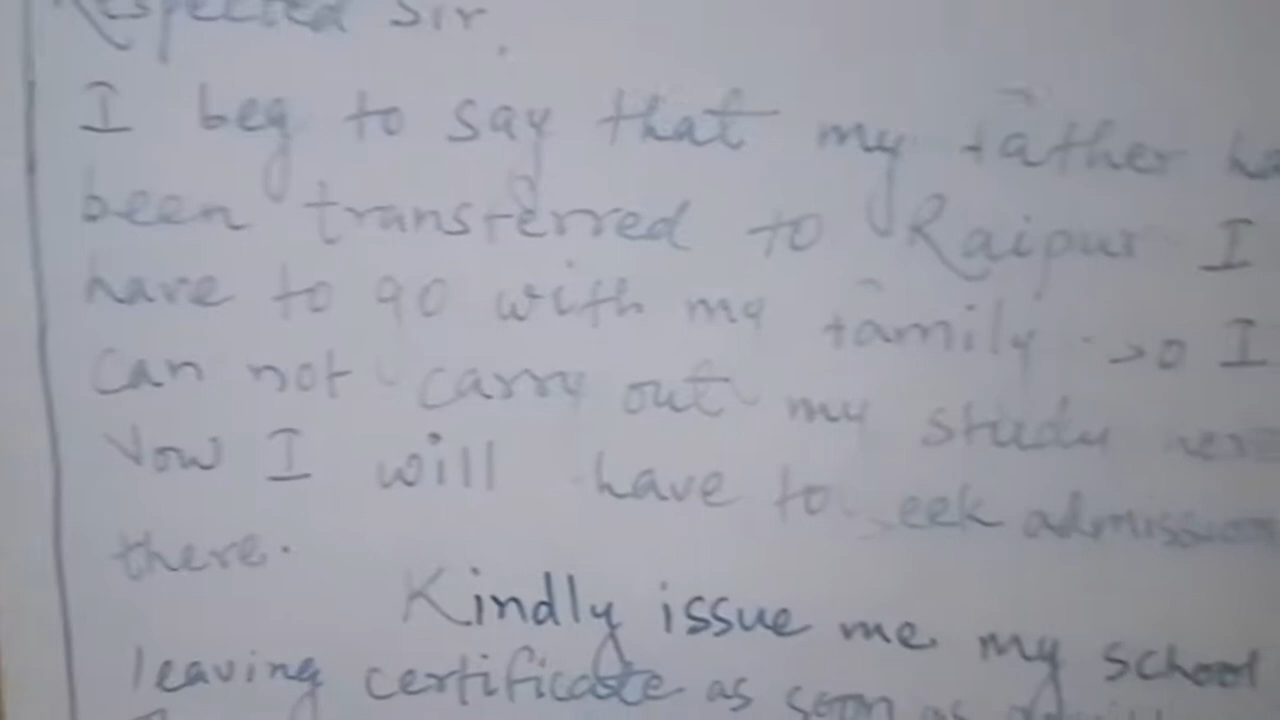 Respected Sir,
I beg to say that my father ha
been transferred to Raipur I
have to go with my family. so I
can not carry out my study
Now I will have to seek admission
there.
Kindly issue me my school
leaving certificate as soon as